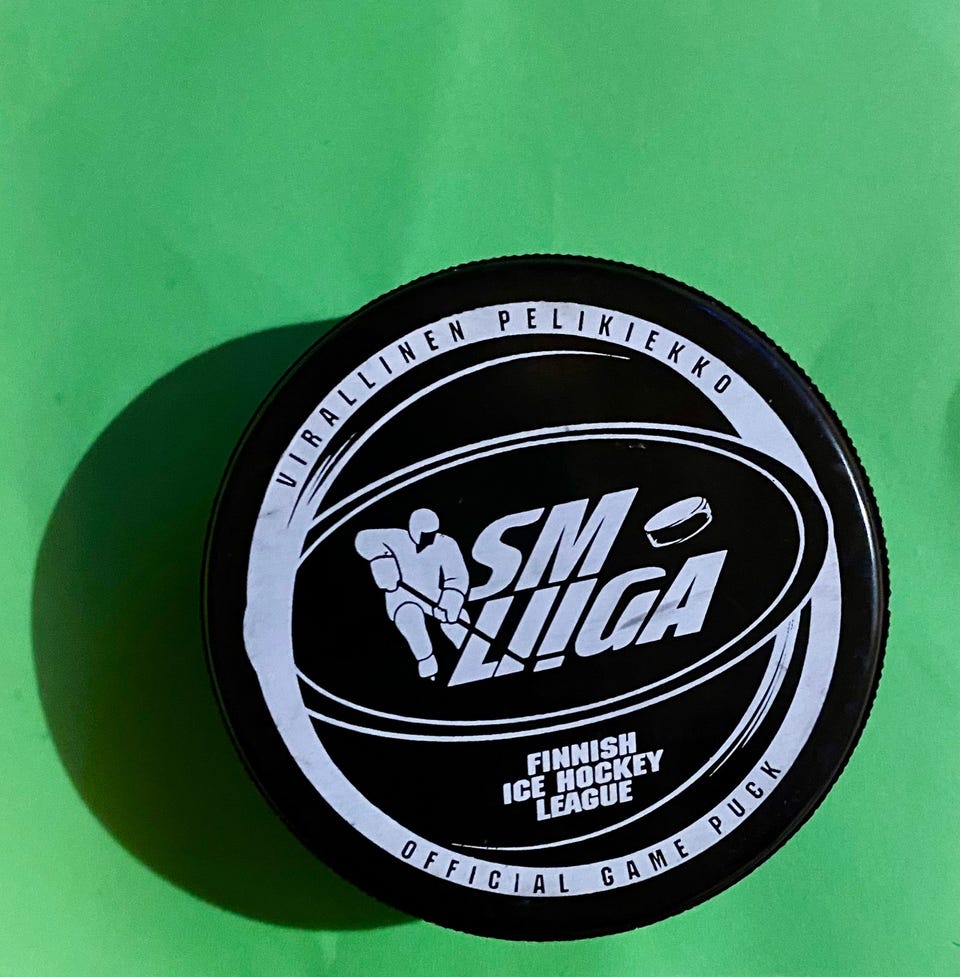 VIRALLINEN PELIKIEKKO
SM
LIIGA
FINNISH
ICE HOCKEY
LEAGUE
OFFICIAL GAME PUCK